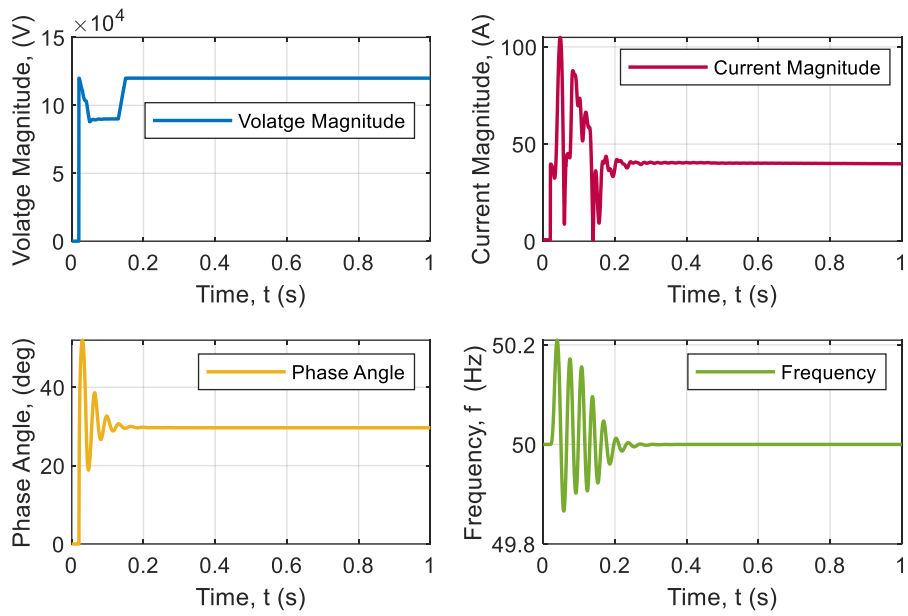 ×10⁴
15
10
5
0
Volatge Magnitude, (V)
Volatge Magnitude
0 0.2 0.4 0.6 0.8 1
Time, t (s)
100
50
0
Current Magnitude, (A)
Current Magnitude
0 0.2 0.4 0.6 0.8 1
Time, t (s)
40
20
0
Phase Angle, (deg)
Phase Angle
0 0.2 0.4 0.6 0.8 1
Time, t (s)
50.2
50
49.8
Frequency, f (Hz)
Frequency
0 0.2 0.4 0.6 0.8 1
Time, t (s)